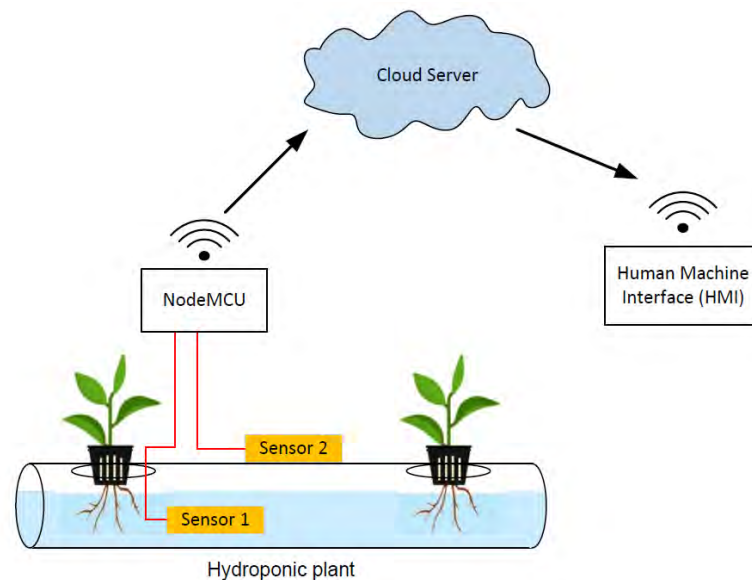 Cloud Server
NodeMCU
Human Machine
Interface (HMI)
Sensor 2
Sensor 1
Hydroponic plant